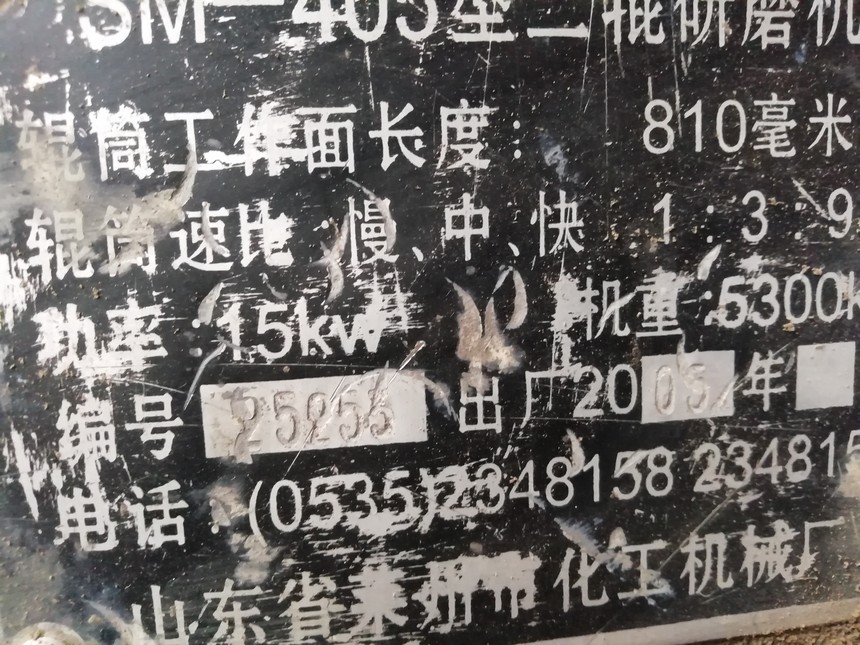 SM-405型三辊研磨机
辊筒工作面长度: 810毫米
辊筒速比:慢、中、快 1:3:9
功率:15kw 机重:5300k
编号 25255 出厂2005年
电话:(0535)2348158 234815
山东省莱州市化工机械厂